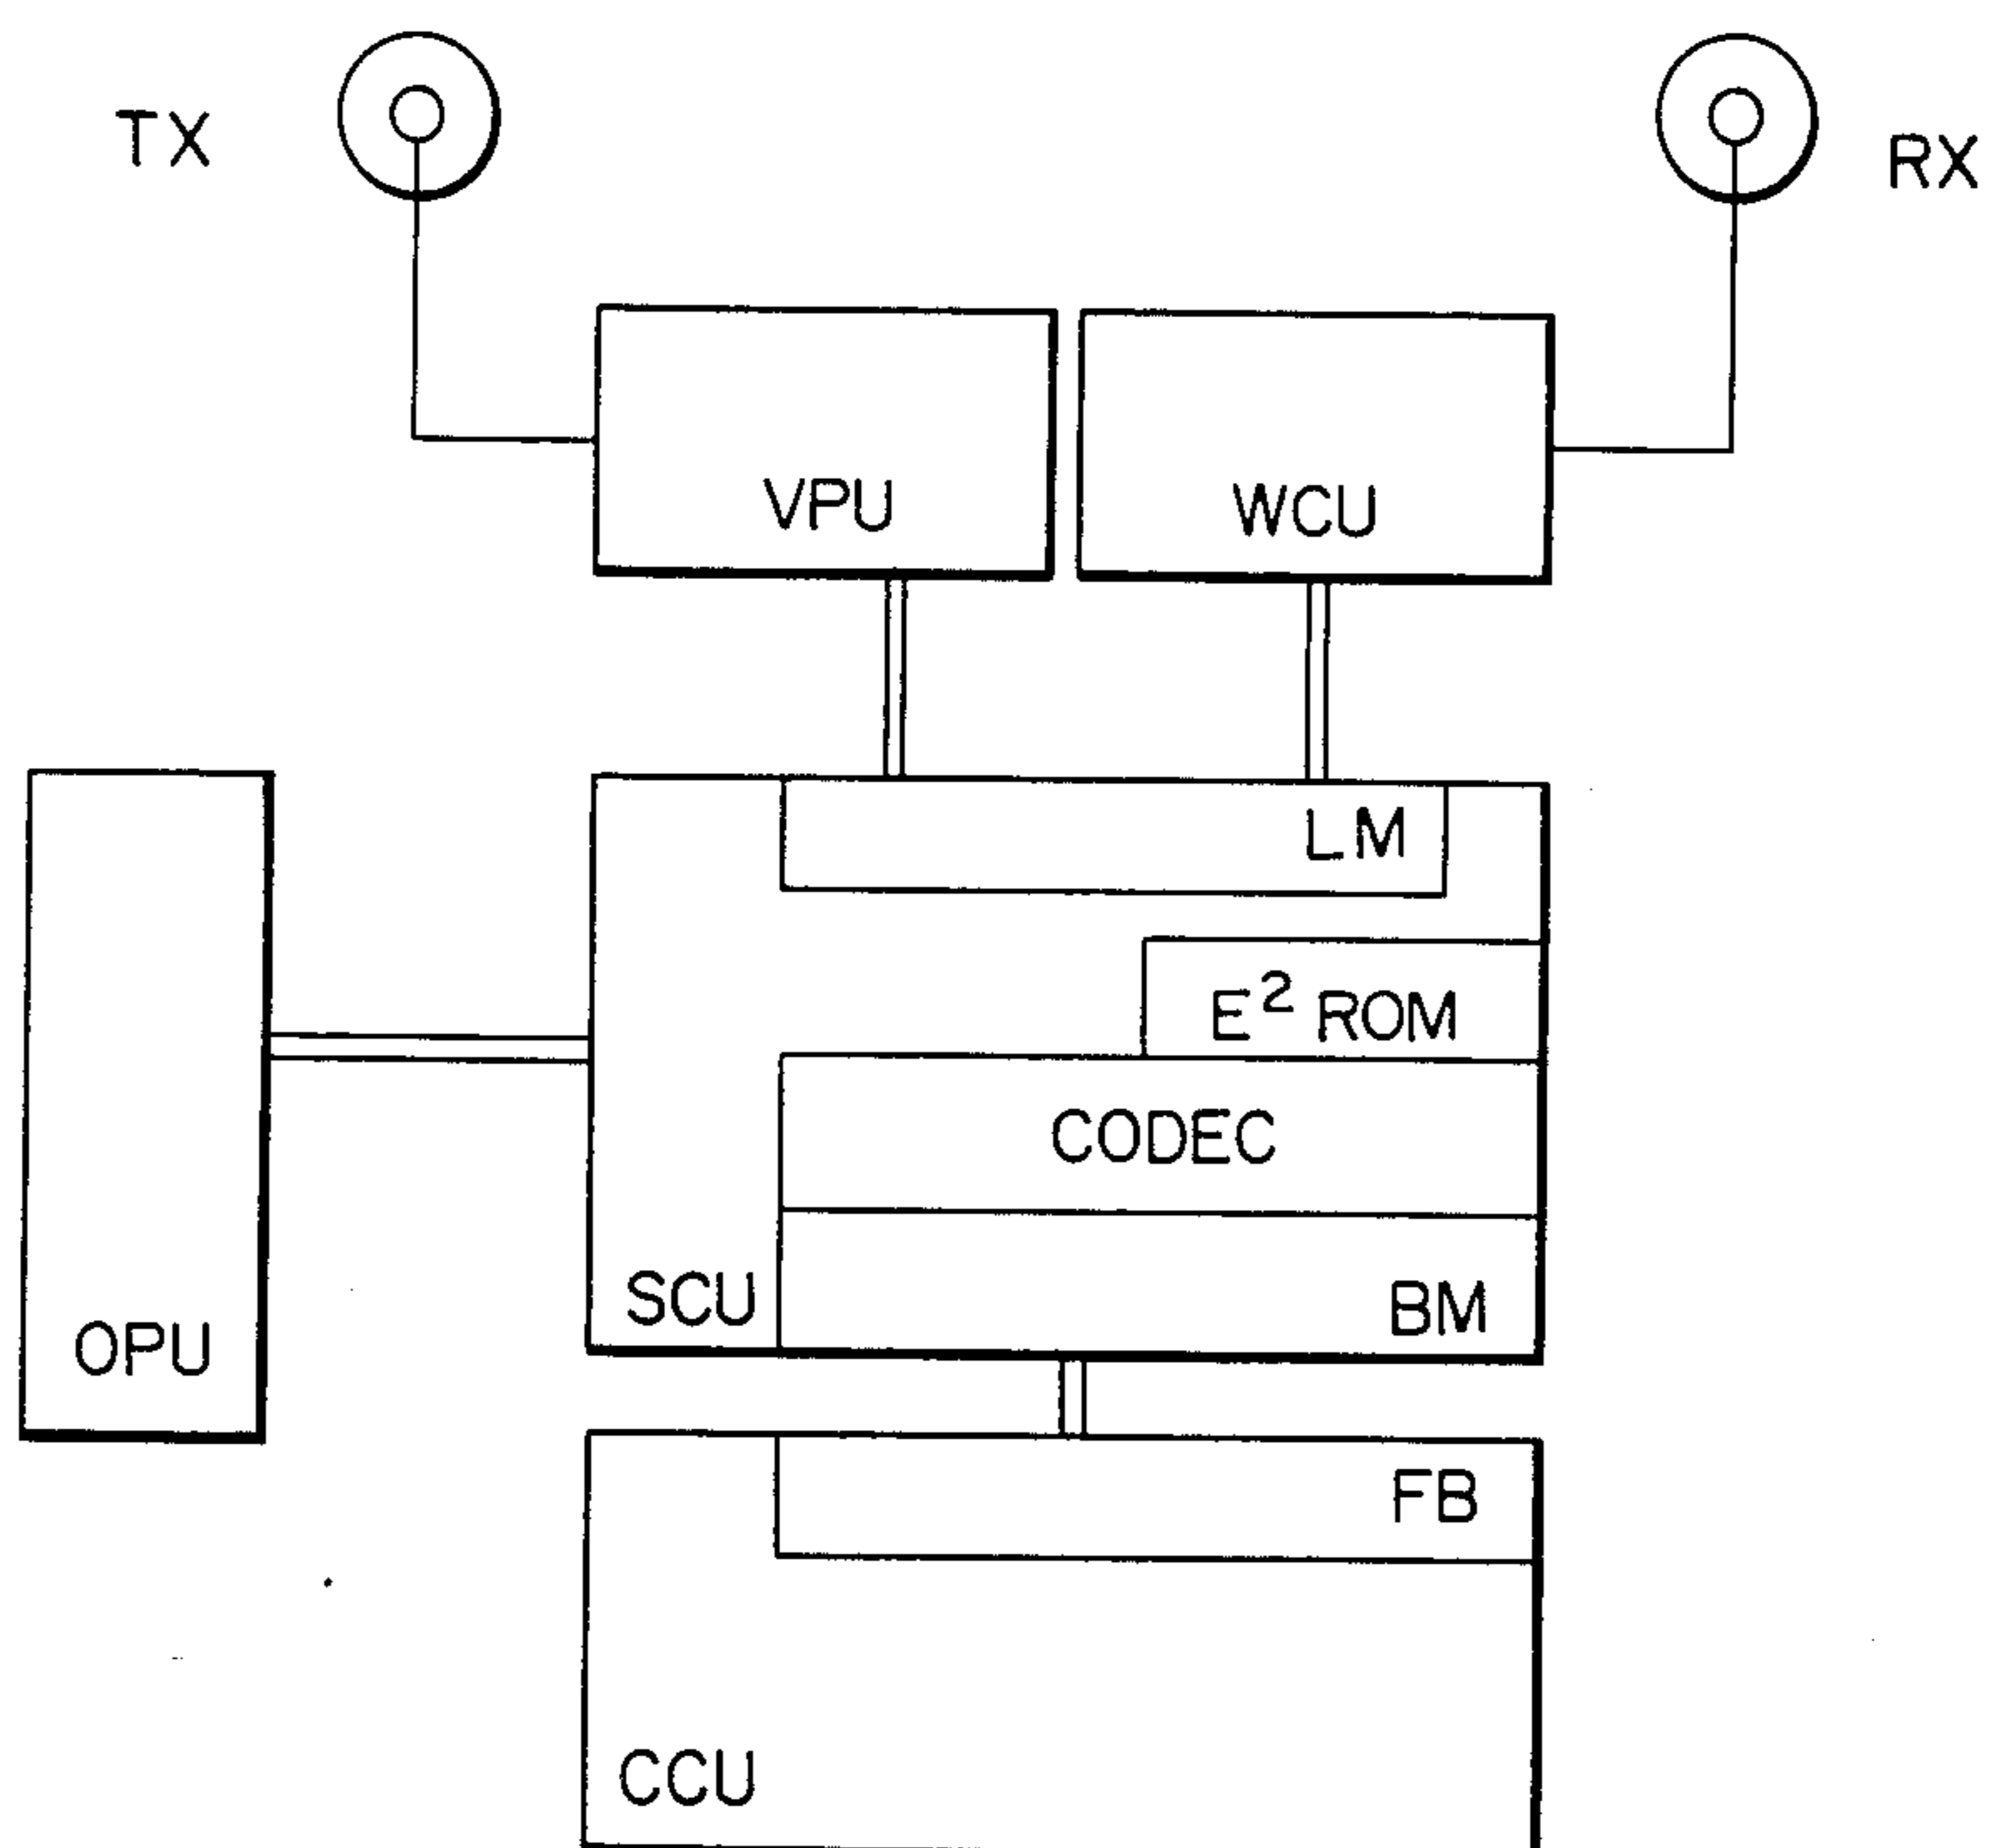 TX
RX
VPU
WCU
LM
E² ROM
CODEC
SCU
BM
OPU
FB
CCU